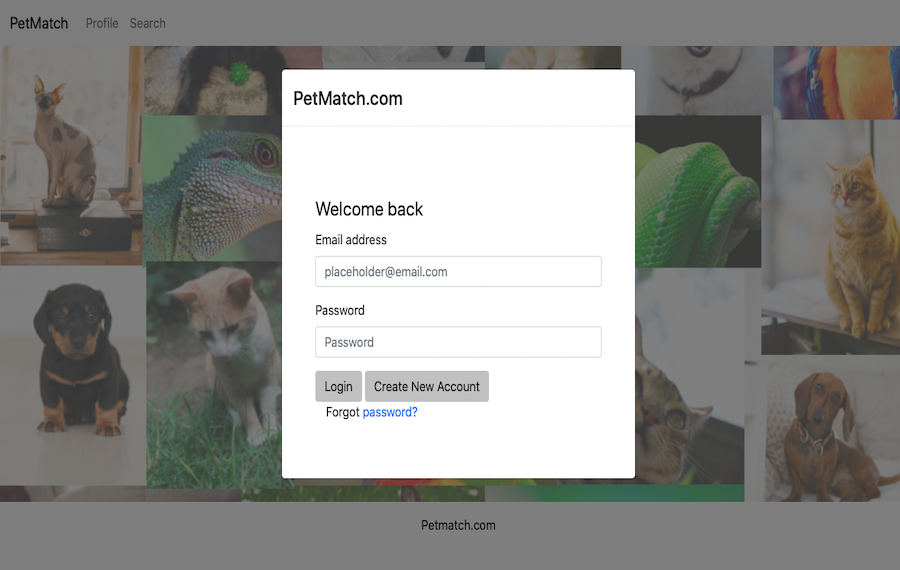 PetMatch Profile Search
PetMatch.com
Welcome back
Email address
placeholder@email.com
Password
Password
Login Create New Account
Forgot password?
Petmatch.com